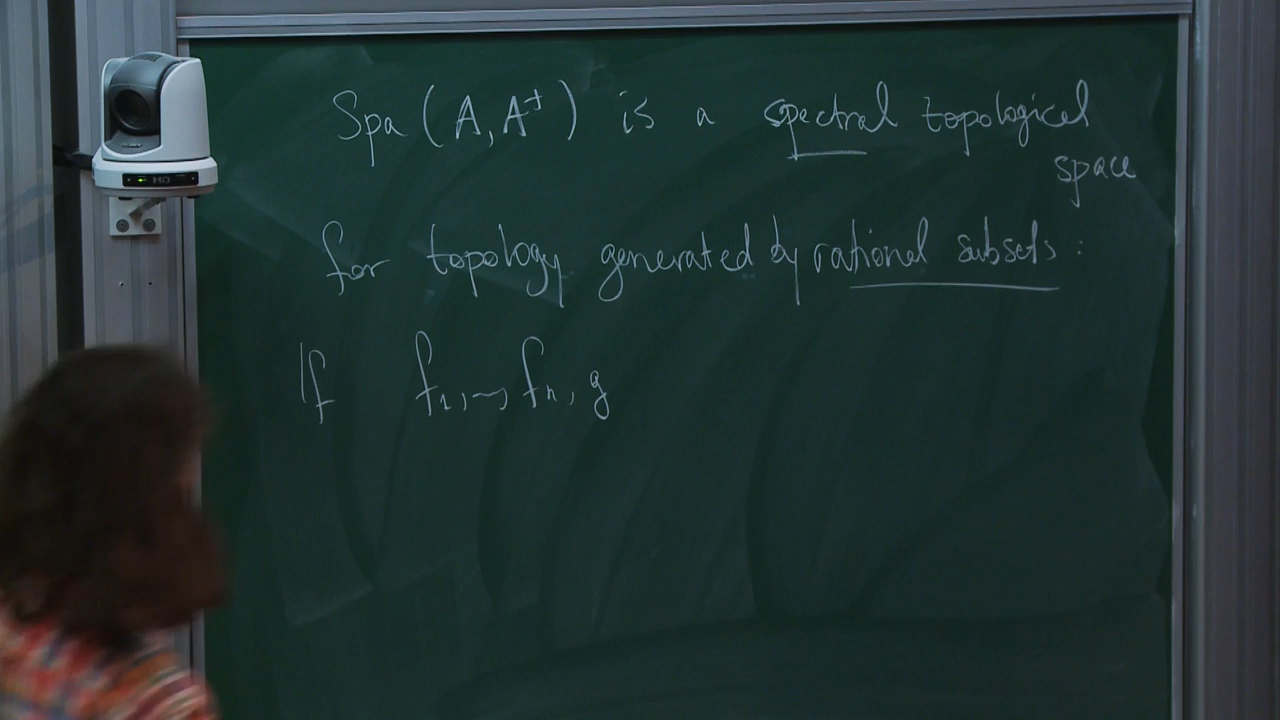 Spa (A, A⁺) is a spectral topological
space
for topology generated by rational subsets :
If f₁, ..., fₙ, g